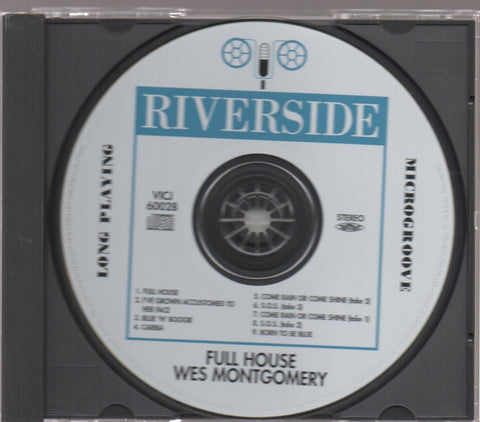 RIVERSIDE
LONG PLAYING
MICROGROOVE
VICJ
60028
STEREO
1. FULL HOUSE
2. I'VE GROWN ACCUSTOMED TO
HER FACE
3. BLUE 'N' BOOGIE
4. CARIBA
5. COME RAIN OR COME SHINE (take 2)
6. S.O.S. (take 3)
7. COME RAIN OR COME SHINE (take 1)
8. S.O.S. (take 2)
9. BORN TO BE BLUE
FULL HOUSE
WES MONTGOMERY